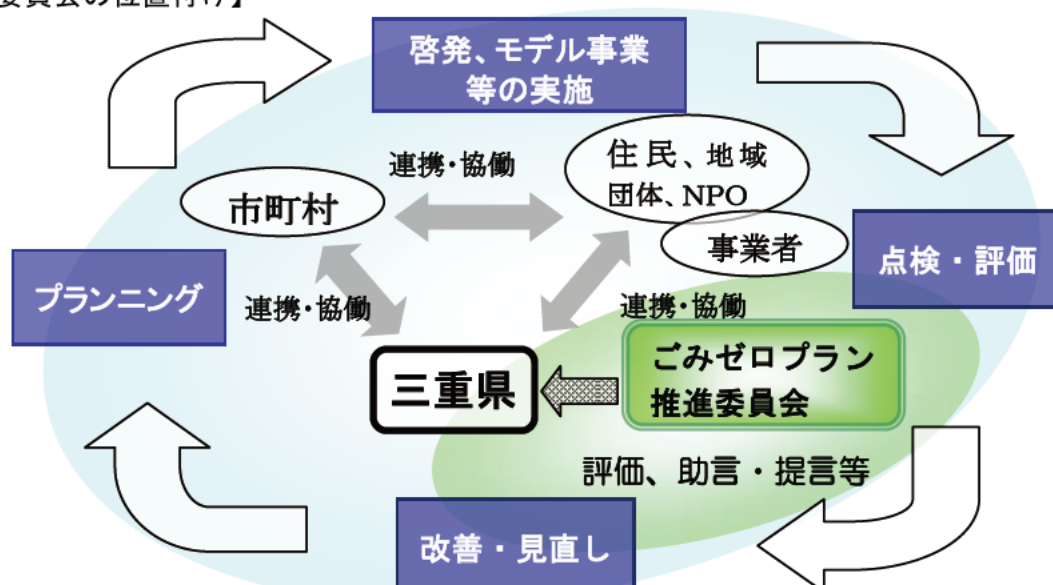 委員会の位置付け】
啓発、モデル事業
等の実施
連携・協働
住民、地域
団体、NPO
市町村
事業者
点検・評価
プランニング
連携・協働
連携・協働
ごみゼロプラン
推進委員会
三重県
評価、助言・提言等
改善・見直し